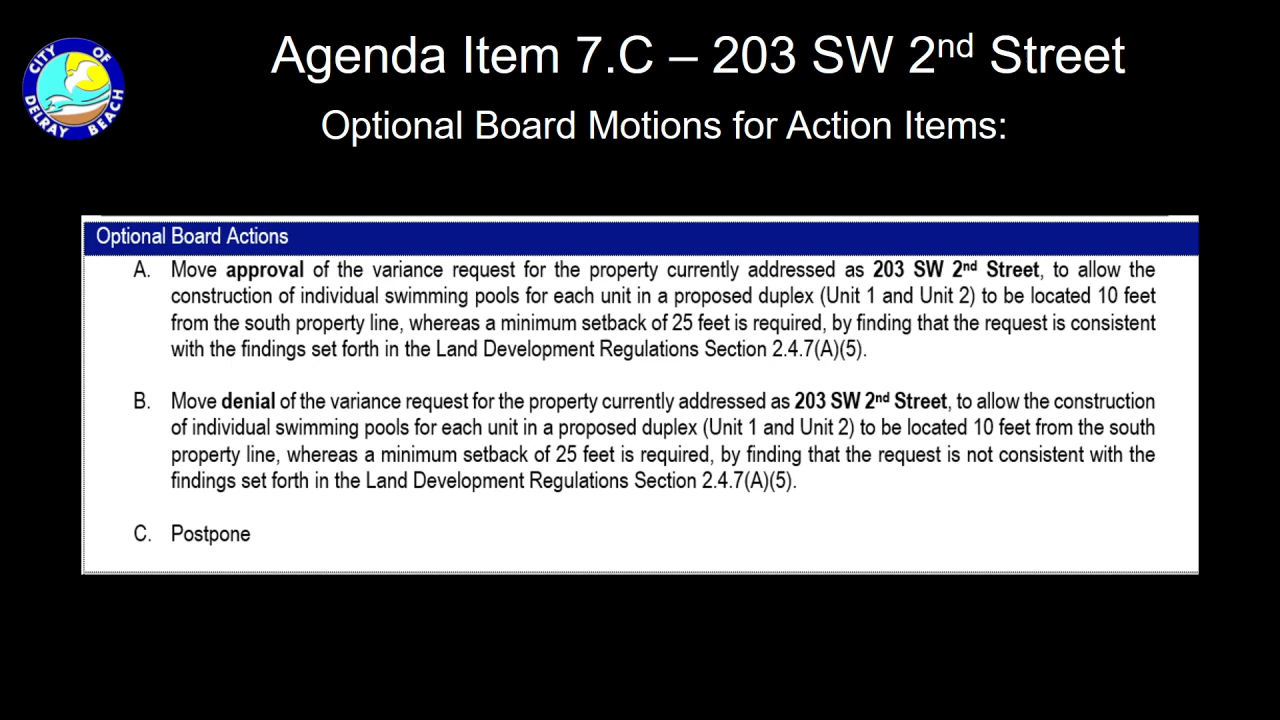 CITY OF
DELRAY BEACH
Agenda Item 7.C – 203 SW 2nd Street
Optional Board Motions for Action Items:
Optional Board Actions
A. Move approval of the variance request for the property currently addressed as 203 SW 2nd Street, to allow the
construction of individual swimming pools for each unit in a proposed duplex (Unit 1 and Unit 2) to be located 10 feet
from the south property line, whereas a minimum setback of 25 feet is required, by finding that the request is consistent
with the findings set forth in the Land Development Regulations Section 2.4.7(A)(5).
B. Move denial of the variance request for the property currently addressed as 203 SW 2nd Street, to allow the construction
of individual swimming pools for each unit in a proposed duplex (Unit 1 and Unit 2) to be located 10 feet from the south
property line, whereas a minimum setback of 25 feet is required, by finding that the request is not consistent with the
findings set forth in the Land Development Regulations Section 2.4.7(A)(5).
C. Postpone